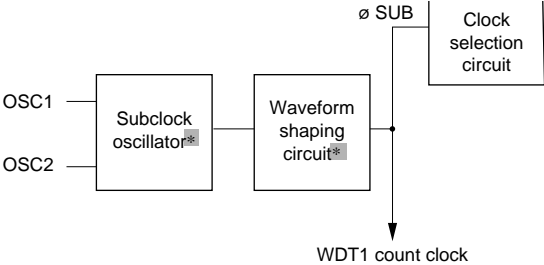 ø SUB
Clock
selection
circuit
OSC1
OSC2
Subclock
oscillator*
Waveform
shaping
circuit*
WDT1 count clock